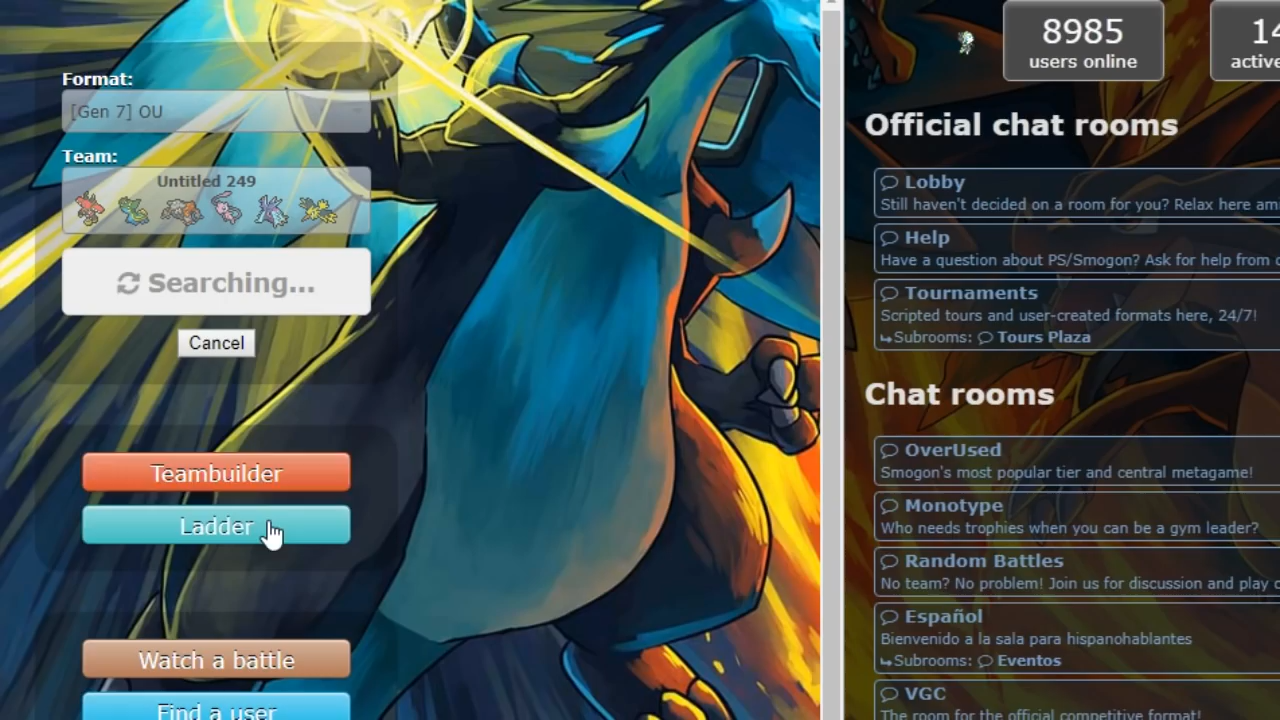 Format:
[Gen 7] OU
Team:
Untitled 249
Searching...
Cancel
Teambuilder
Ladder
Watch a battle
Find a user
8985
users online
14
active
Official chat rooms
Lobby
Still haven't decided on a room for you? Relax here ami
Help
Have a question about PS/Smogon? Ask for help from
Tournaments
Scripted tours and user-created formats here, 24/7!
↳Subrooms: Tours Plaza
Chat rooms
OverUsed
Smogon's most popular tier and central metagame!
Monotype
Who needs trophies when you can be a gym leader?
Random Battles
No team? No problem! Join us for discussion and play
Español
Bienvenido a la sala para hispanohablantes
↳Subrooms: Eventos
VGC
The room for the official competitive format!